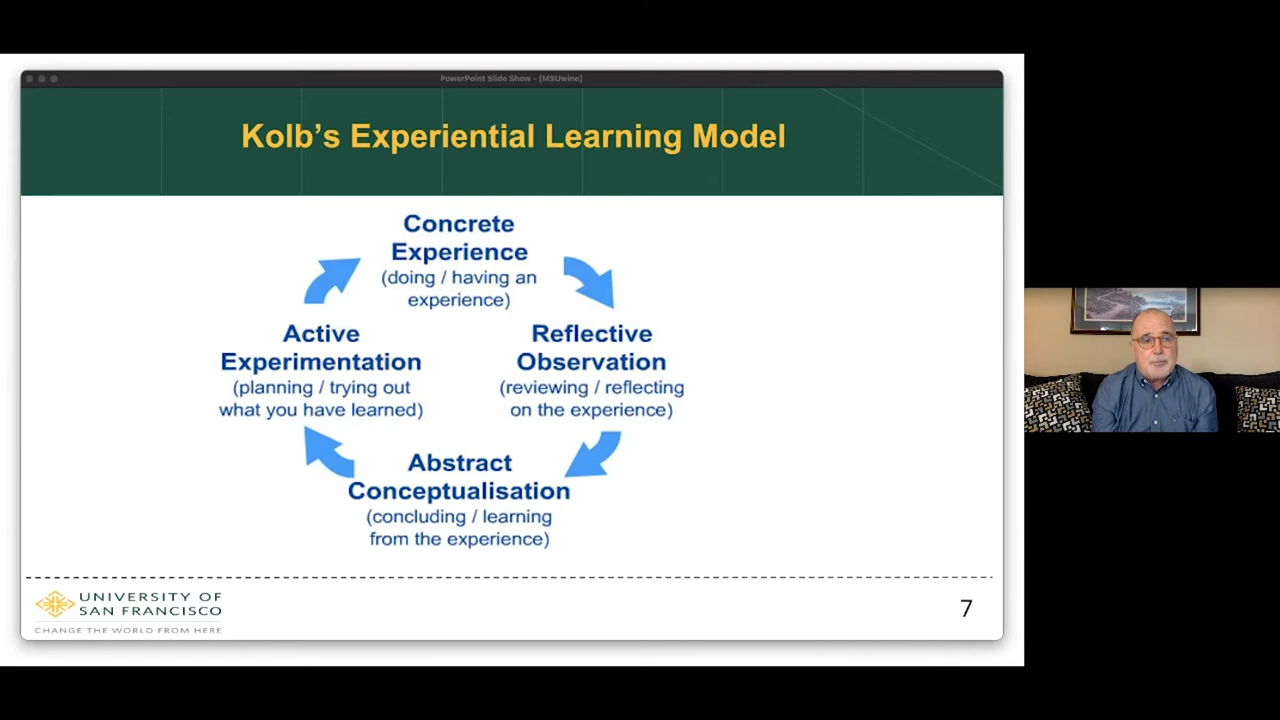 PowerPoint Slide Show - [MSUwine]
Kolb's Experiential Learning Model
Concrete
Experience
(doing / having an
experience)
Active
Experimentation
(planning / trying out
what you have learned)
Reflective
Observation
(reviewing / reflecting
on the experience)
Abstract
Conceptualisation
(concluding / learning
from the experience)
UNIVERSITY OF
SAN FRANCISCO
CHANGE THE WORLD FROM HERE
7